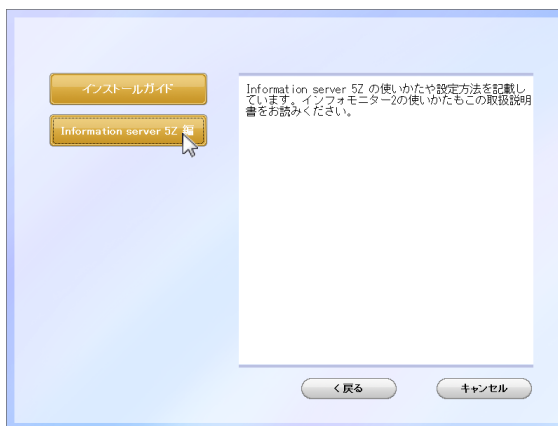 インストールガイド
Information server 5Z の使いかたや設定方法を記載し
ています。インフォモニター2の使いかたもこの取扱説明
書をお読みください。
Information server 5Z 編
< 戻る
キャンセル